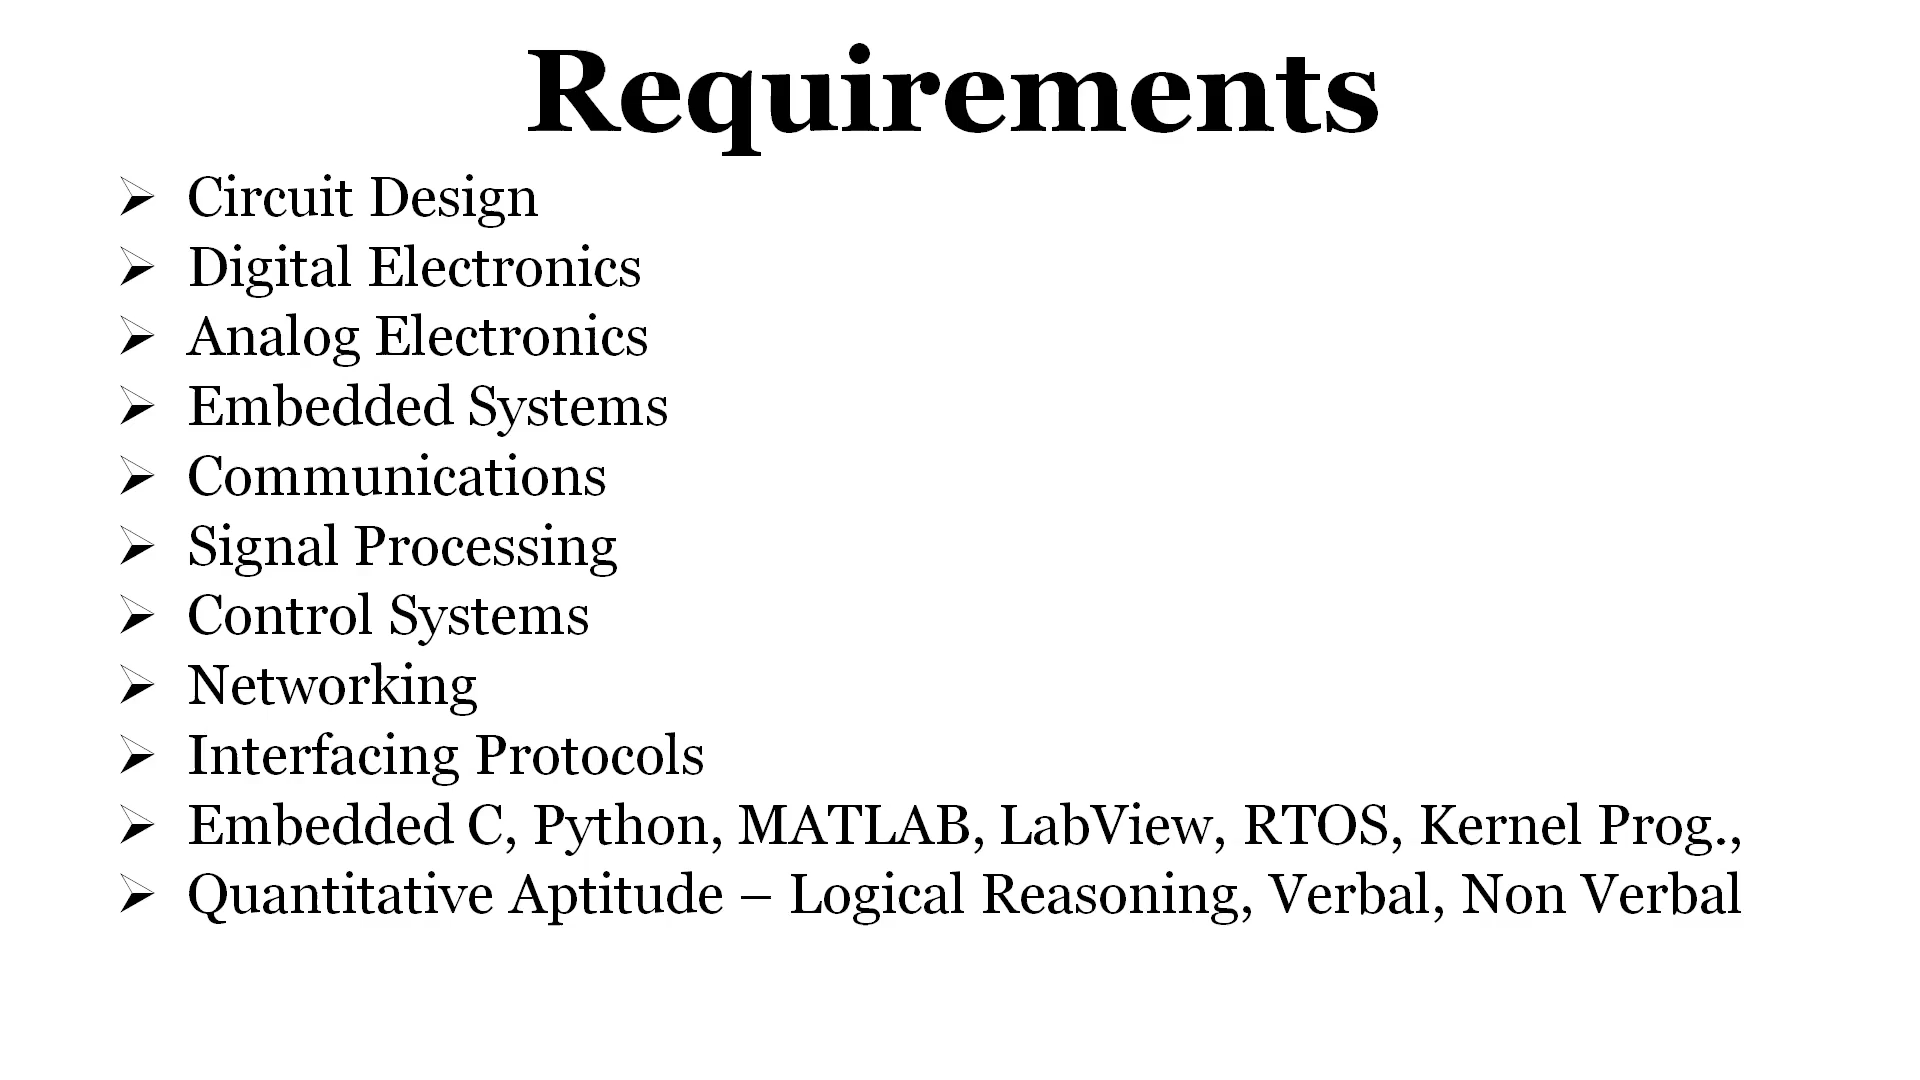 Requirements
➢ Circuit Design
➢ Digital Electronics
➢ Analog Electronics
➢ Embedded Systems
➢ Communications
➢ Signal Processing
➢ Control Systems
➢ Networking
➢ Interfacing Protocols
➢ Embedded C, Python, MATLAB, LabView, RTOS, Kernel Prog.,
➢ Quantitative Aptitude – Logical Reasoning, Verbal, Non Verbal